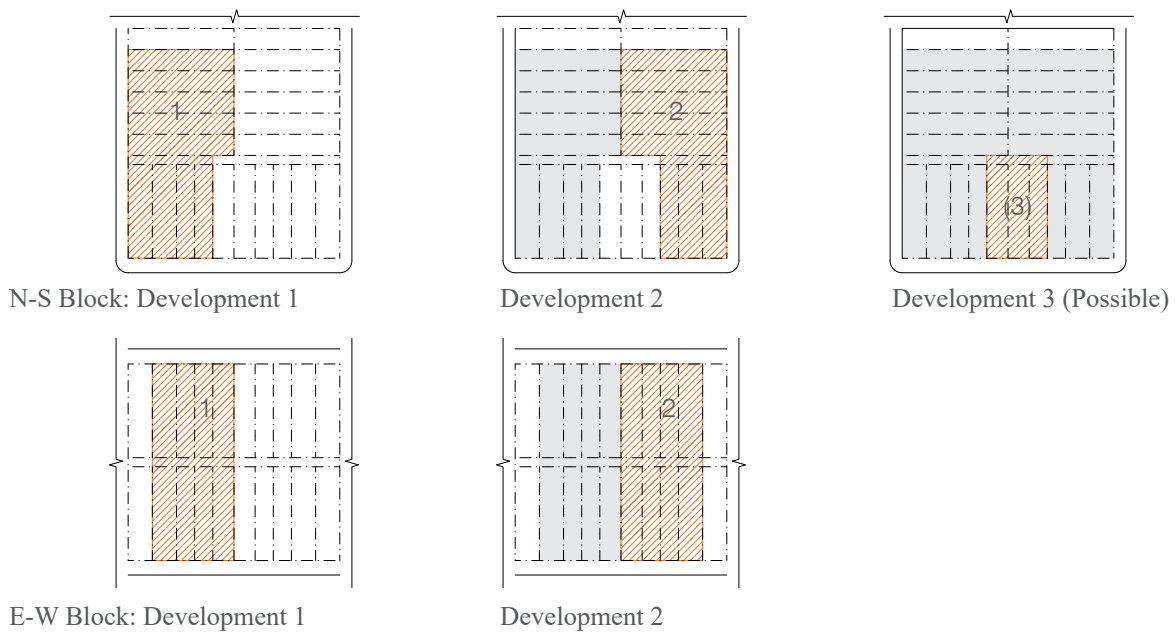 1
2
(3)
N-S Block: Development 1
Development 2
Development 3 (Possible)
1
2
E-W Block: Development 1
Development 2